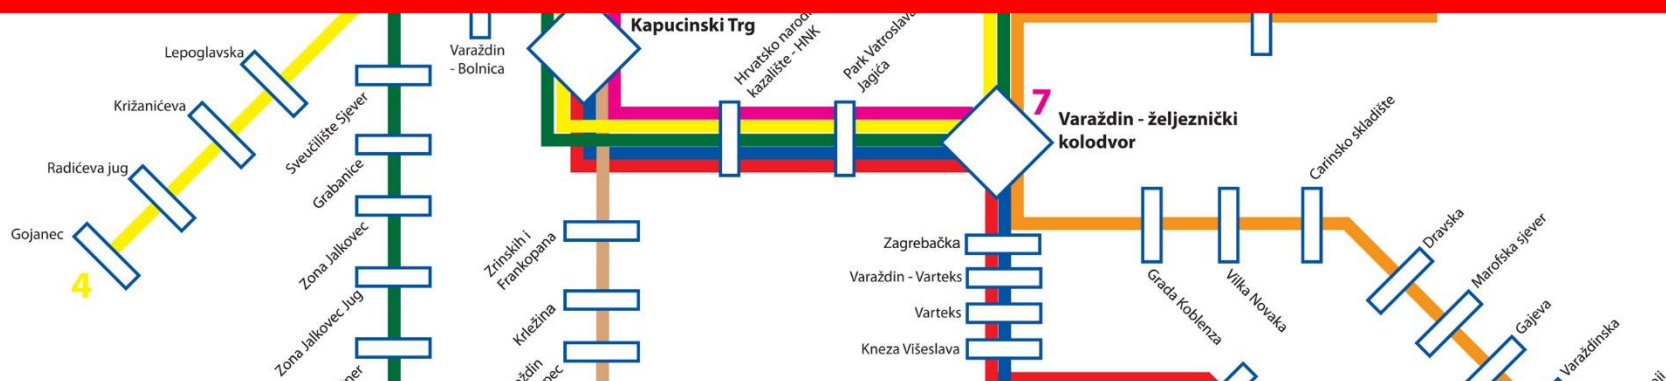 Lepoglavska
Križanićeva
Radićeva jug
Gojanec
4
Sveučilište Sjever
Grabanice
Zona Jalkovec
Zona Jalkovec Jug
Varaždin
- Bolnica
Kapucinski Trg
Zrinskih i
Frankopana
Krležina
Hrvatsko
kazalište - HNK
Park Vatroslava
Jagića
7
Varaždin - željeznički
kolodvor
Zagrebačka
Varaždin - Varteks
Varteks
Kneza Višeslava
Grada Koblenza
Vilka Novaka
Carinsko skladište
Dravska
Marofska sjever
Gajeva
Varaždinska